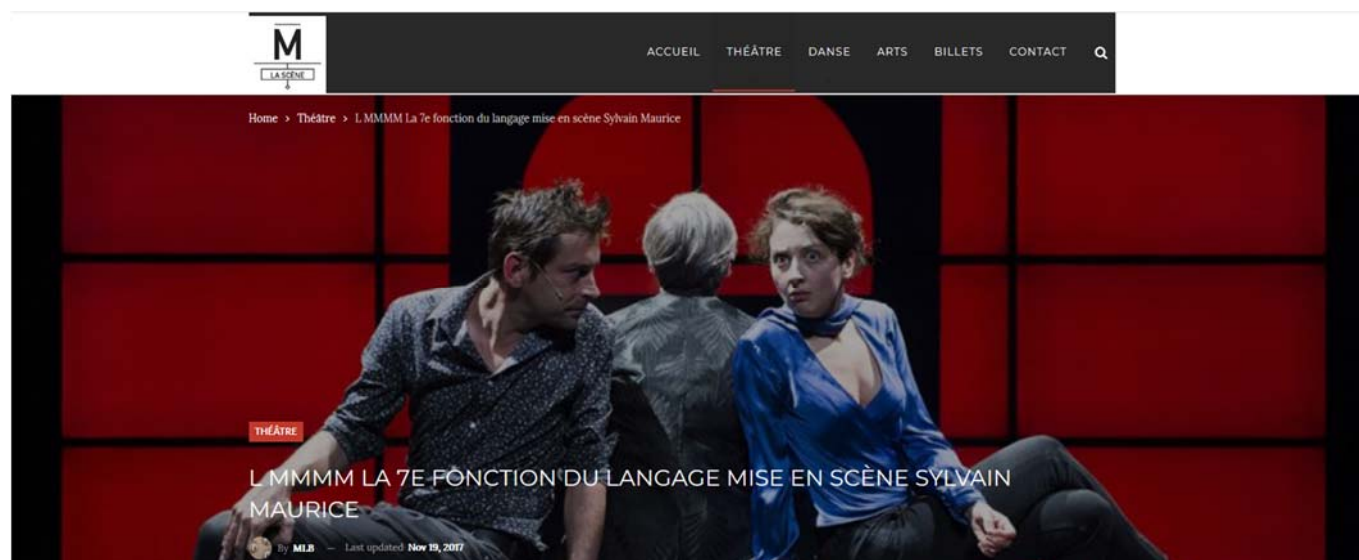 M
LA SCÈNE
ACCUEIL THÉÂTRE DANSE ARTS BILLETS CONTACT
Home > Théâtre > L MMMM La 7e fonction du langage mise en scène Sylvain Maurice
THÉÂTRE
L MMMM LA 7E FONCTION DU LANGAGE MISE EN SCÈNE SYLVAIN
MAURICE
By MLB — Last updated Nov 19, 2017